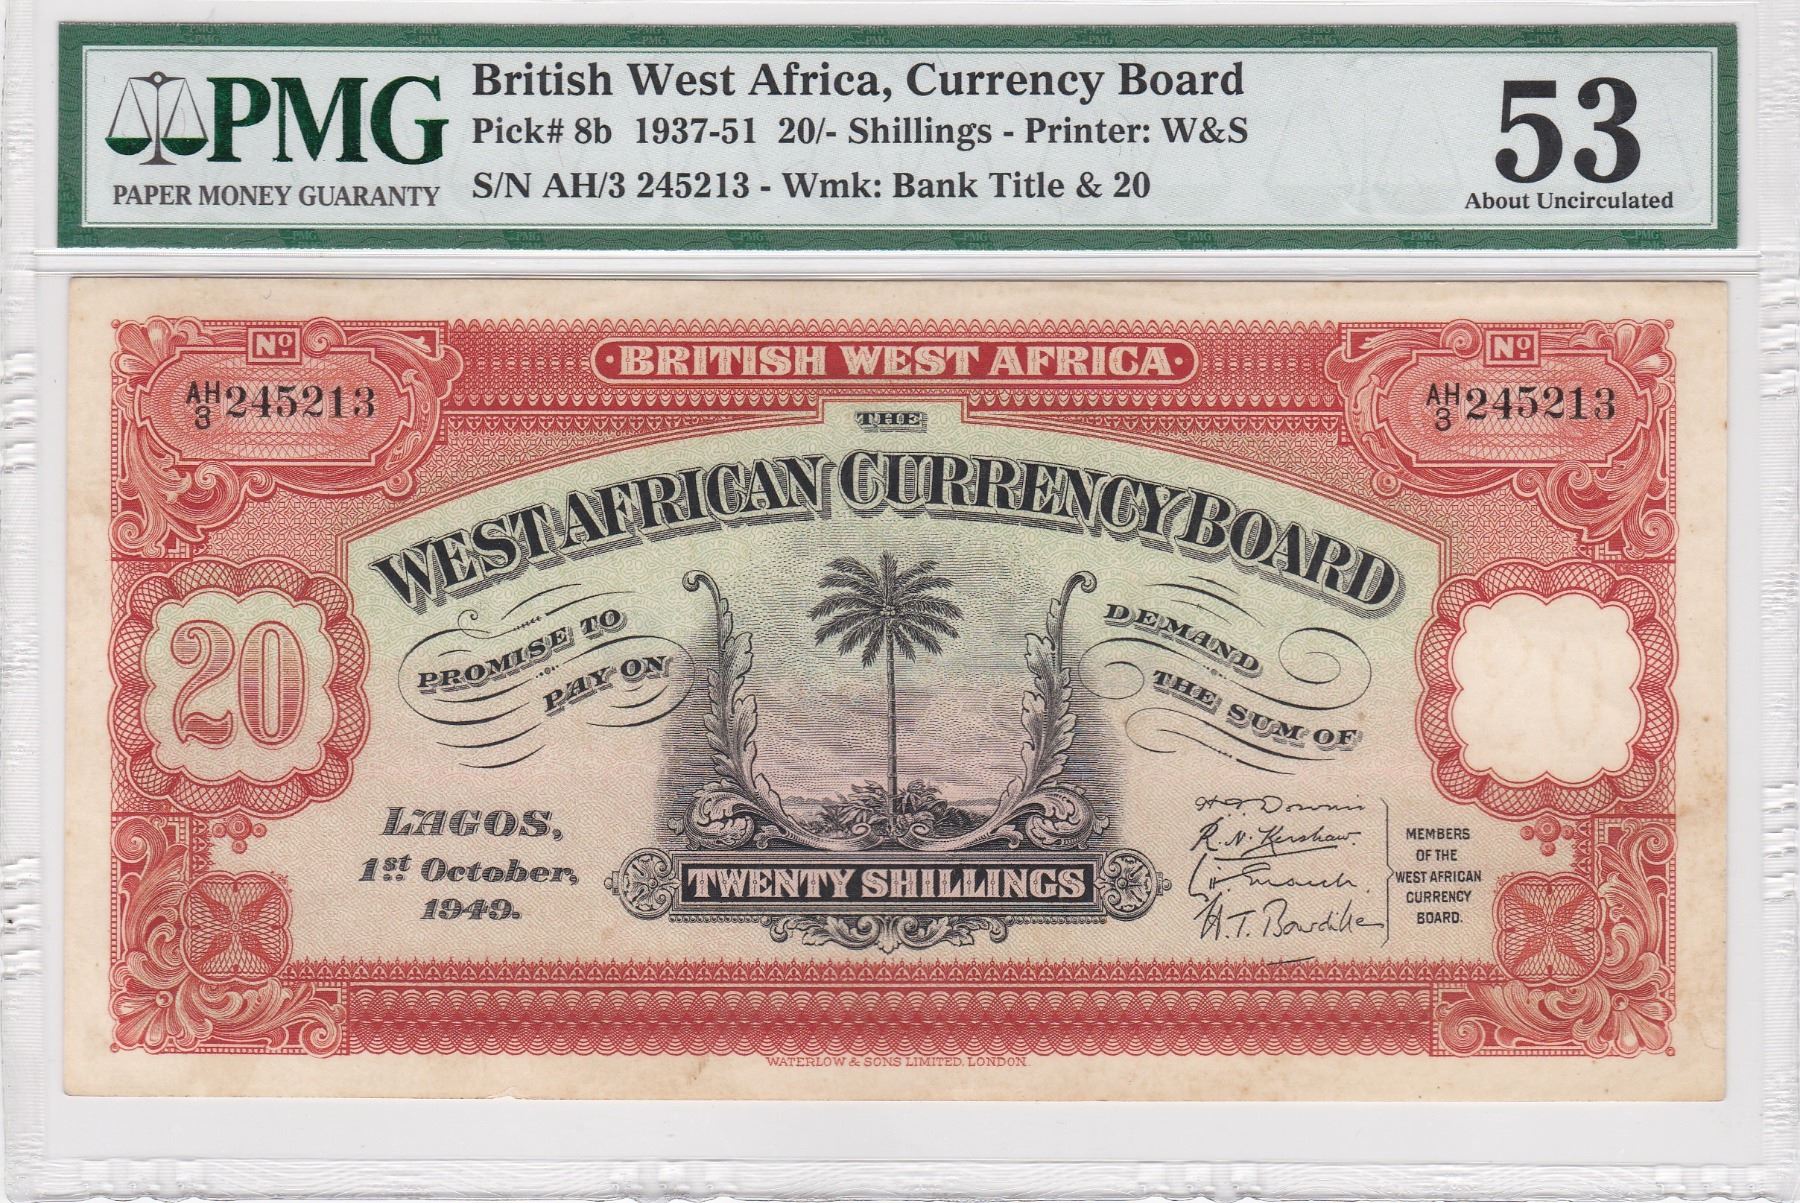 PMG
PAPER MONEY GUARANTY
British West Africa, Currency Board
Pick# 8b 1937-51 20/- Shillings - Printer: W&S
S/N AH/3 245213 - Wmk: Bank Title & 20
53
About Uncirculated
Nº
AH/3 245213
BRITISH WEST AFRICA
Nº
AH/3 245213
THE
WEST AFRICAN CURRENCY BOARD
PROMISE TO
PAY ON
DEMAND
THE SUM OF
20
20
LAGOS,
1st October,
1949.
TWENTY SHILLINGS
R. N. Kershaw.
MEMBERS
OF THE
WEST AFRICAN
CURRENCY
BOARD.
WATERLOW & SONS LIMITED, LONDON.